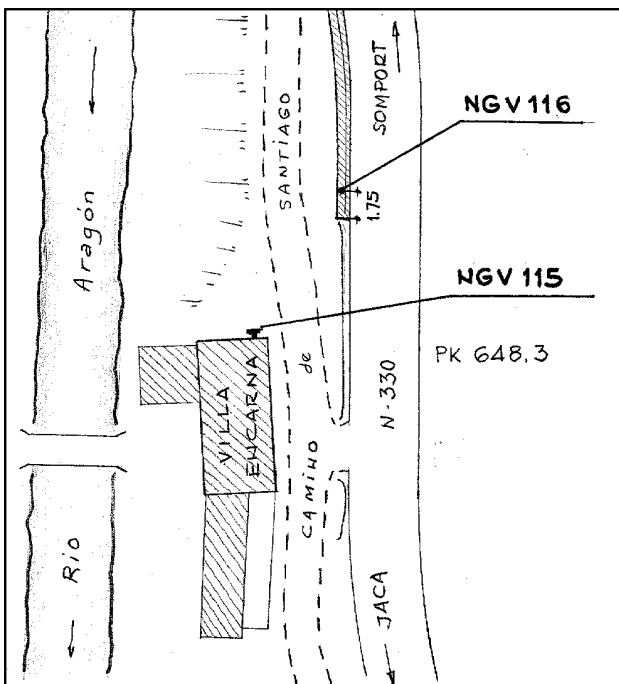 SOMPORT
NGV 116
SANTIAGO
1.75
Aragón
NGV 115
de
PK 648,3
VILLA
ENCARNA
N-330
CAMINO
Rio
JACA